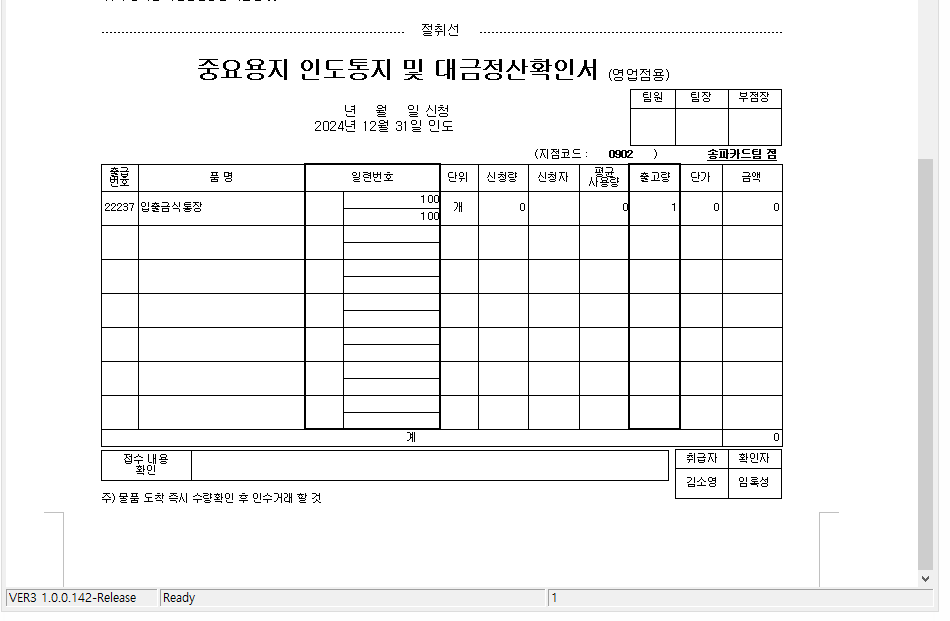 절취선
중요용지 인도통지 및 대금정산확인서 (영업점용)
팀원 팀장 부점장
년 월 일 신청
2024년 12월 31일 인도
(지점코드 : 0902 ) 송파카드팀 점
출급번호 품 명 일련번호 단위 신청량 신청자 평균사용량 출고량 단가 금액
22237 입출금식통장 100 개 0 0 1 0 0
100
계 0
접수 내용 확인
취급자 확인자
김소영 임록성
주) 물품 도착 즉시 수량확인 후 인수거래 할 것
VER3 1.0.0.142-Release Ready 1